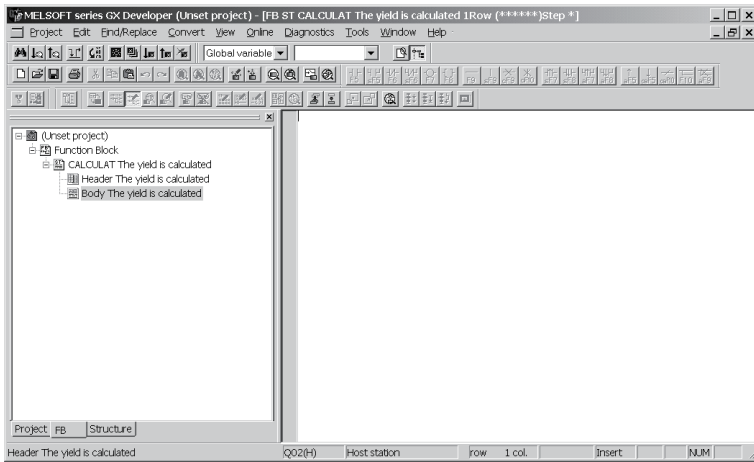 MELSOFT series GX Developer (Unset project) - [FB ST CALCULAT The yield is calculated 1Row (******)Step *]
Project Edit Find/Replace Convert View Online Diagnostics Tools Window Help
Global variable
(Unset project)
Function Block
CALCULAT The yield is calculated
Header The yield is calculated
Body The yield is calculated
Project FB Structure
Header The yield is calculated Q02(H) Host station row 1 col. Insert NUM